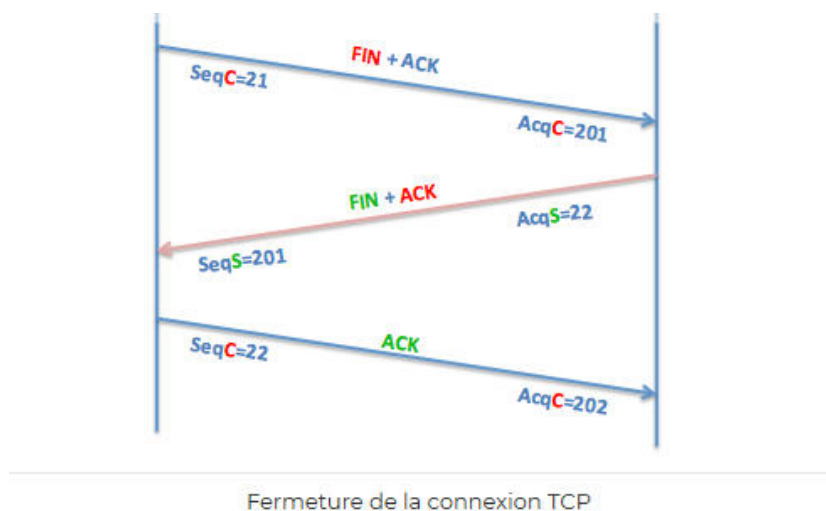 FIN + ACK
SeqC=21
AcqC=201
FIN + ACK
AcqS=22
SeqS=201
ACK
SeqC=22
AcqC=202
Fermeture de la connexion TCP